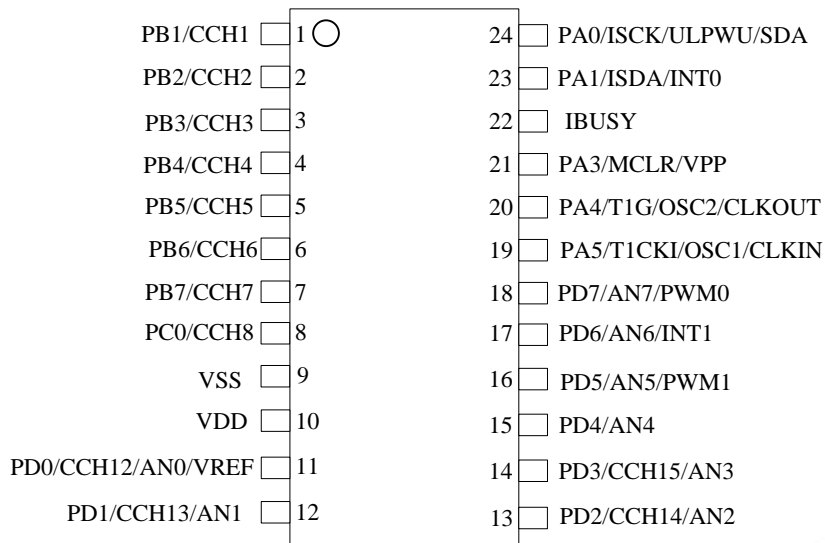 PB1/CCH1 1 24 PA0/ISCK/ULPWU/SDA
PB2/CCH2 2 23 PA1/ISDA/INT0
PB3/CCH3 3 22 IBUSY
PB4/CCH4 4 21 PA3/MCLR/VPP
PB5/CCH5 5 20 PA4/T1G/OSC2/CLKOUT
PB6/CCH6 6 19 PA5/T1CKI/OSC1/CLKIN
PB7/CCH7 7 18 PD7/AN7/PWM0
PC0/CCH8 8 17 PD6/AN6/INT1
VSS 9 16 PD5/AN5/PWM1
VDD 10 15 PD4/AN4
PD0/CCH12/AN0/VREF 11 14 PD3/CCH15/AN3
PD1/CCH13/AN1 12 13 PD2/CCH14/AN2